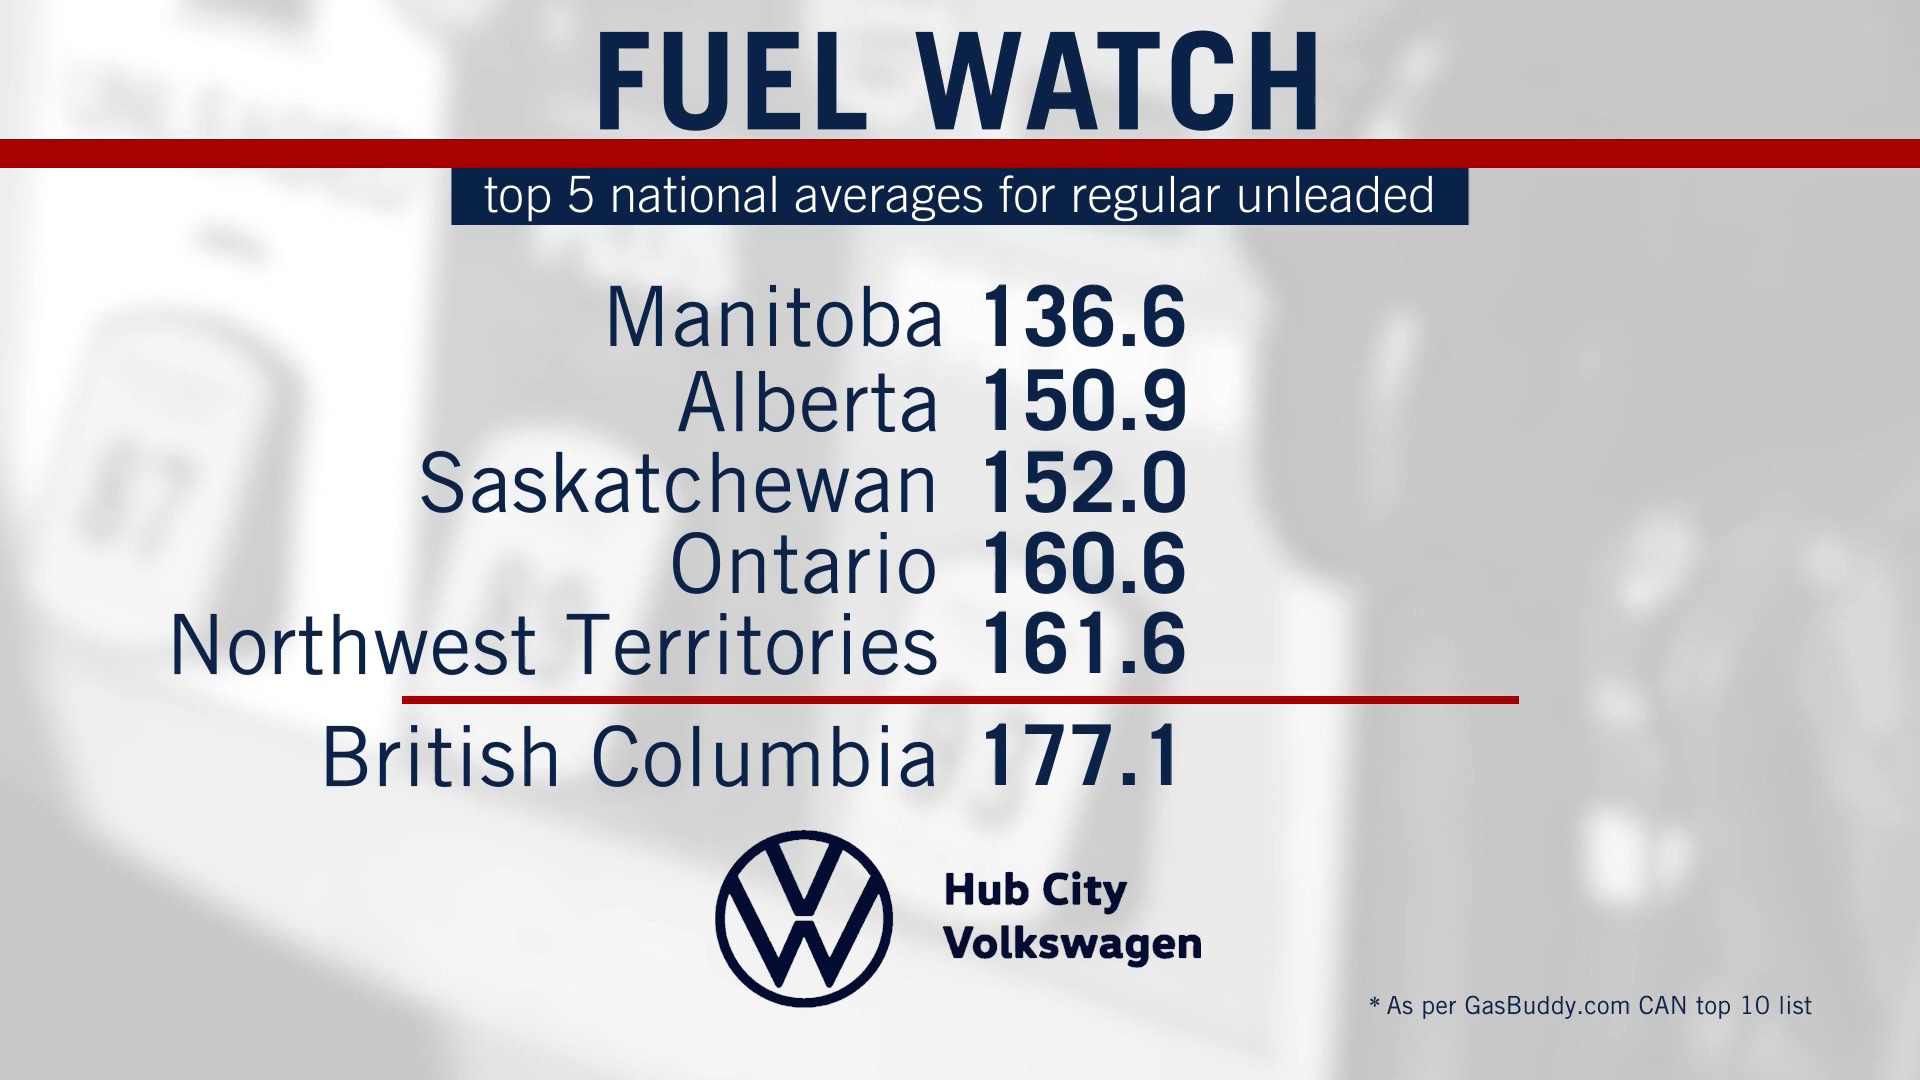 FUEL WATCH
top 5 national averages for regular unleaded
Manitoba 136.6
Alberta 150.9
Saskatchewan 152.0
Ontario 160.6
Northwest Territories 161.6
British Columbia 177.1
Hub City
Volkswagen
* As per GasBuddy.com CAN top 10 list